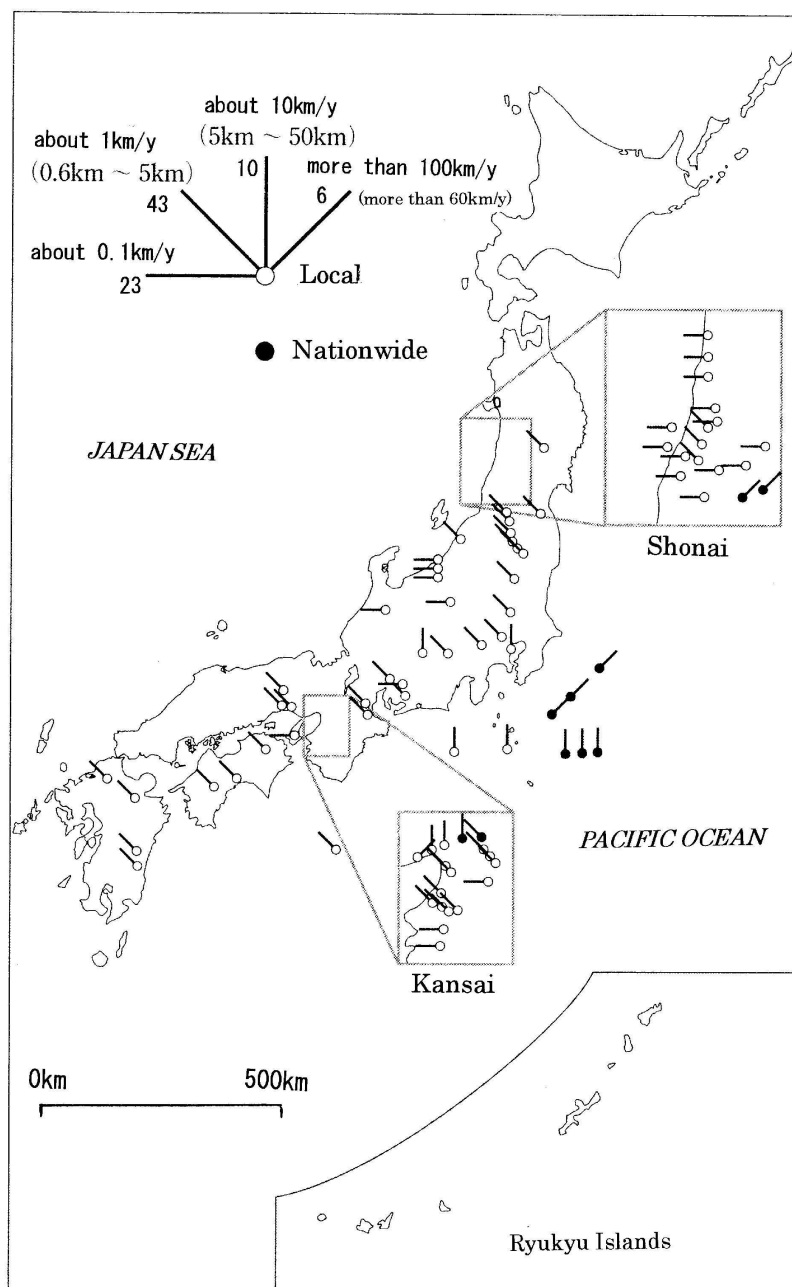 about 10km/y
(5km ~ 50km)
10
about 1km/y
(0.6km ~ 5km)
43
more than 100km/y
6 (more than 60km/y)
about 0.1km/y
23
Local
Nationwide
JAPAN SEA
Shonai
PACIFIC OCEAN
Kansai
0km 500km
Ryukyu Islands